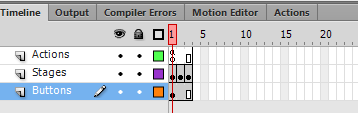 Timeline Output Compiler Errors Motion Editor Actions
1 5 10 15 20
Actions
Stages
Buttons